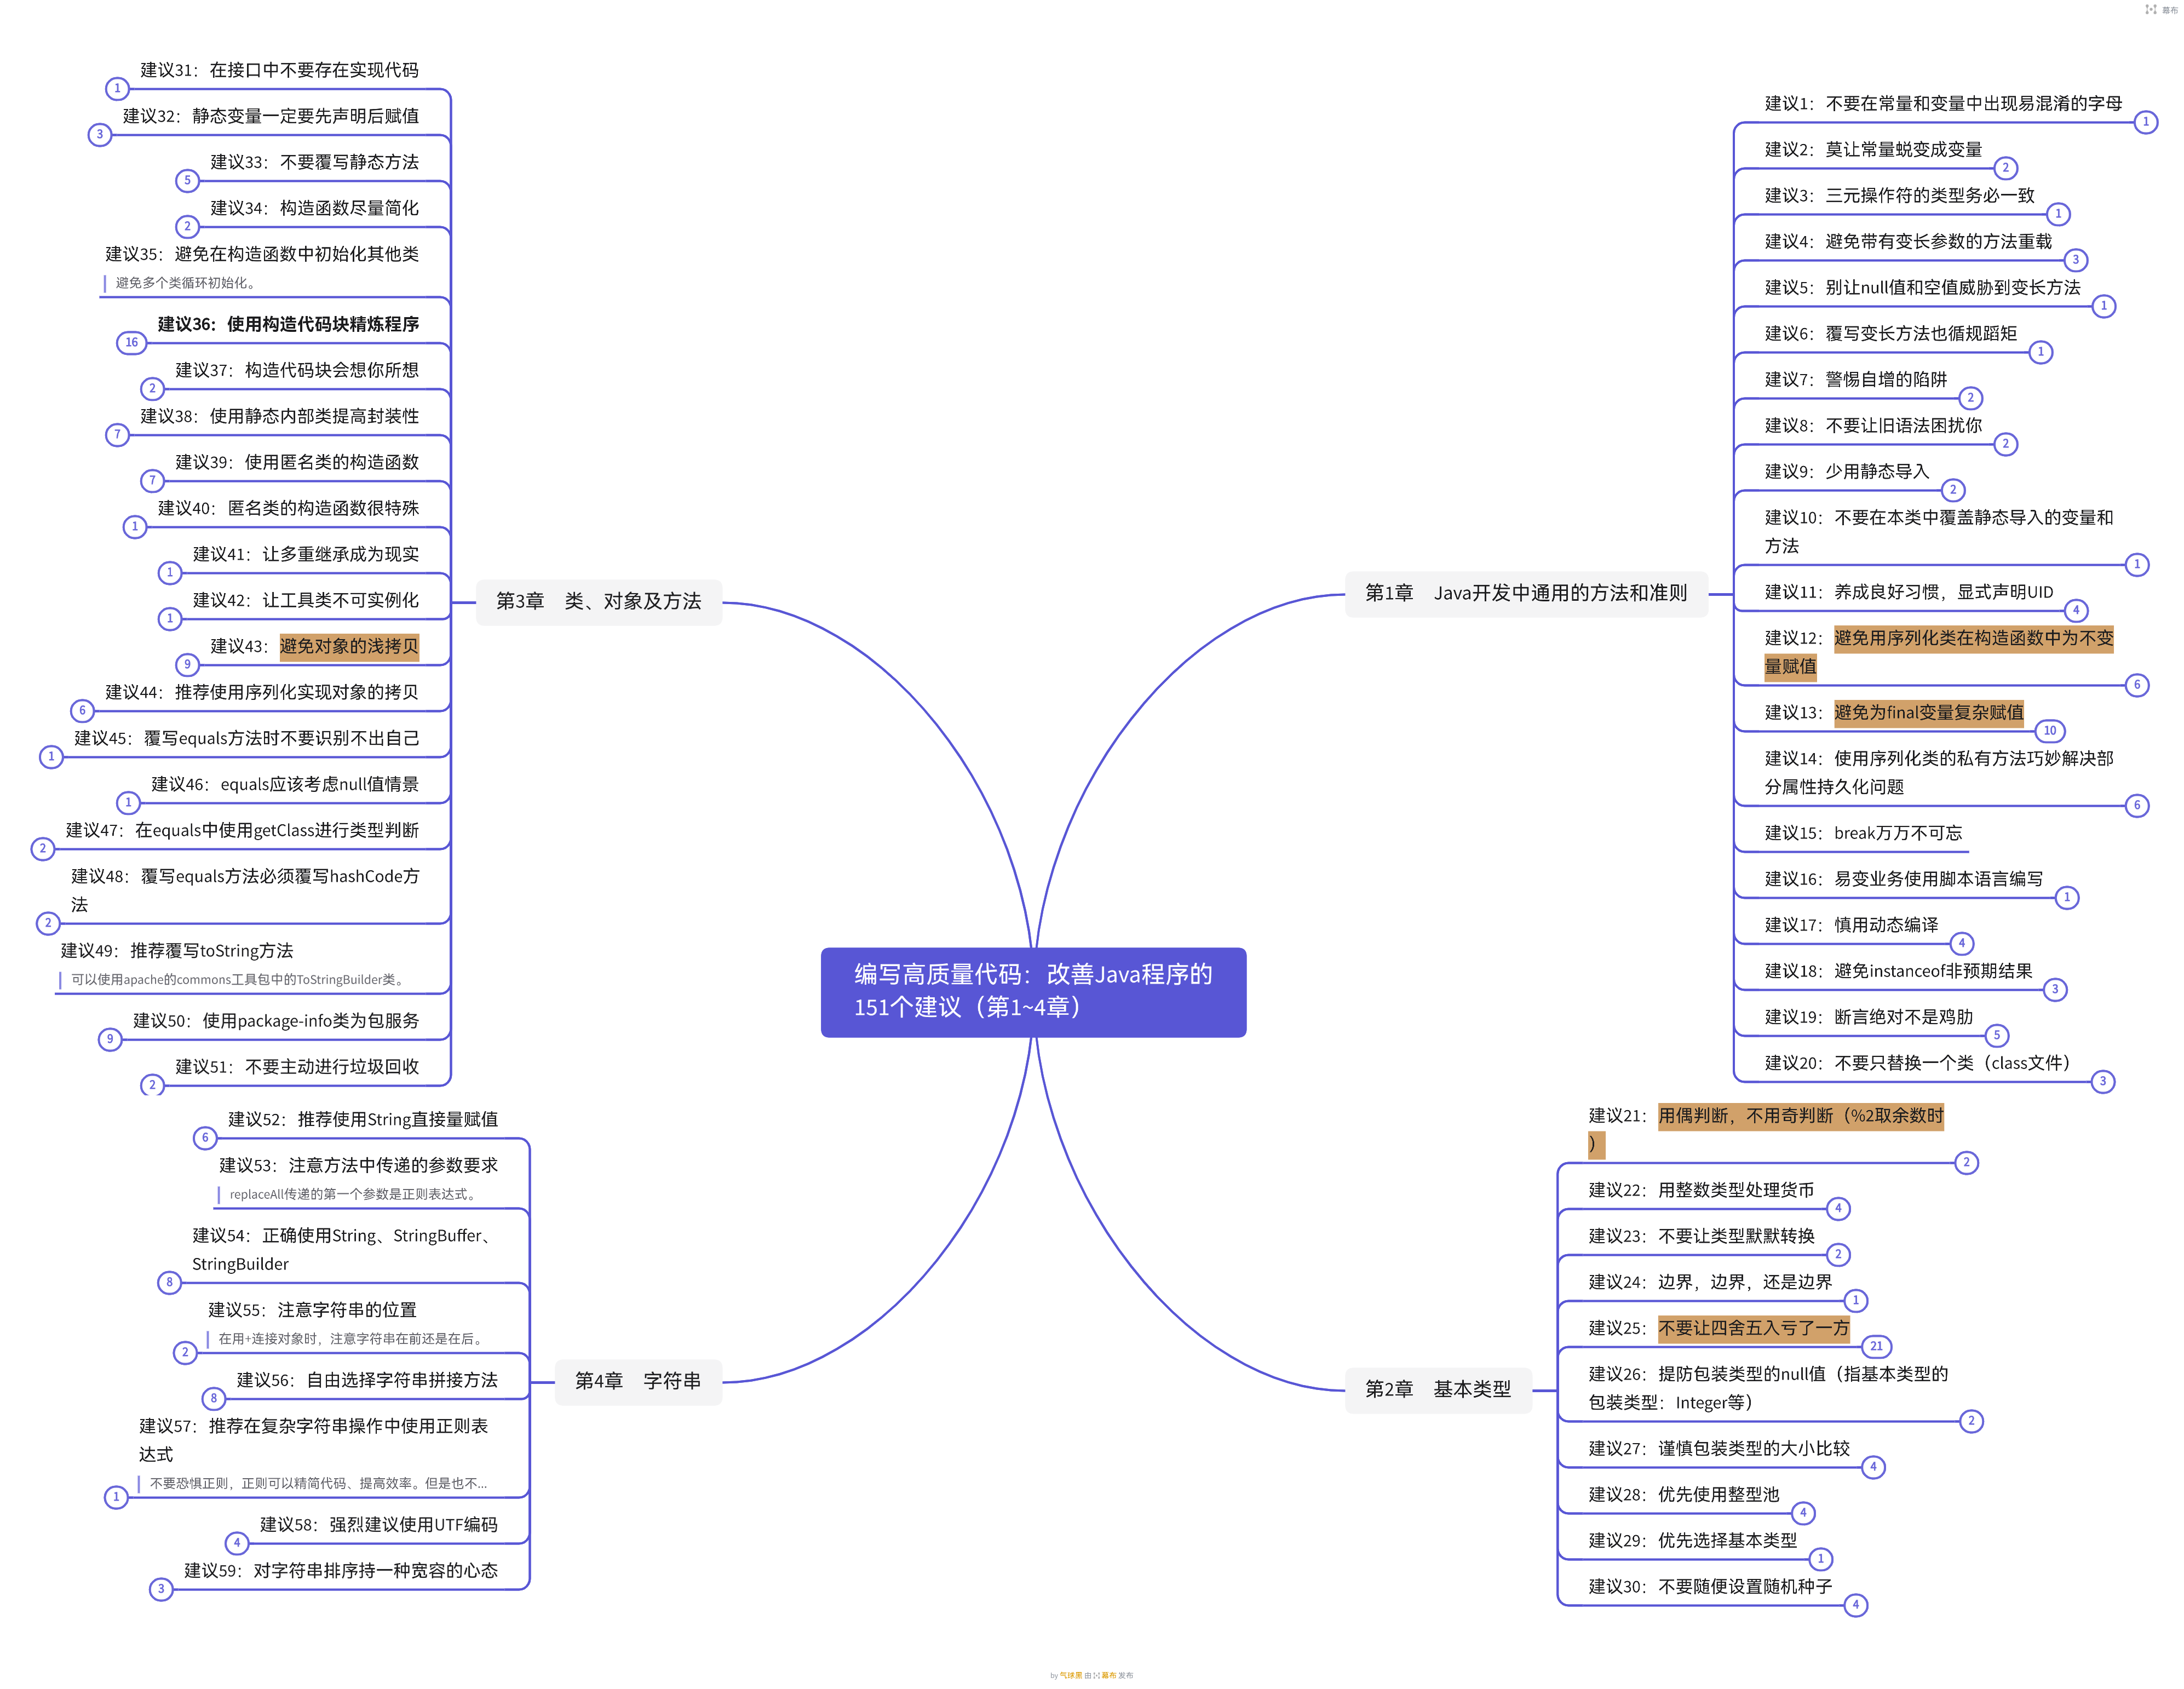 幕布
编写高质量代码：改善Java程序的
151个建议（第1~4章）
第1章　Java开发中通用的方法和准则
建议1：不要在常量和变量中出现易混淆的字母
1
建议2：莫让常量蜕变成变量
2
建议3：三元操作符的类型务必一致
1
建议4：避免带有变长参数的方法重载
3
建议5：别让null值和空值威胁到变长方法
1
建议6：覆写变长方法也循规蹈矩
1
建议7：警惕自增的陷阱
2
建议8：不要让旧语法困扰你
2
建议9：少用静态导入
2
建议10：不要在本类中覆盖静态导入的变量和
方法
1
建议11：养成良好习惯，显式声明UID
4
建议12：避免用序列化类在构造函数中为不变
量赋值
6
建议13：避免为final变量复杂赋值
10
建议14：使用序列化类的私有方法巧妙解决部
分属性持久化问题
6
建议15：break万万不可忘
建议16：易变业务使用脚本语言编写
1
建议17：慎用动态编译
4
建议18：避免instanceof非预期结果
3
建议19：断言绝对不是鸡肋
5
建议20：不要只替换一个类（class文件）
3
第2章　基本类型
建议21：用偶判断，不用奇判断（%2取余数时
）
2
建议22：用整数类型处理货币
4
建议23：不要让类型默默转换
2
建议24：边界，边界，还是边界
1
建议25：不要让四舍五入亏了一方
21
建议26：提防包装类型的null值（指基本类型的
包装类型：Integer等）
2
建议27：谨慎包装类型的大小比较
4
建议28：优先使用整型池
4
建议29：优先选择基本类型
1
建议30：不要随便设置随机种子
4
第3章　类、对象及方法
建议31：在接口中不要存在实现代码
1
建议32：静态变量一定要先声明后赋值
3
建议33：不要覆写静态方法
5
建议34：构造函数尽量简化
2
建议35：避免在构造函数中初始化其他类
避免多个类循环初始化。
建议36：使用构造代码块精炼程序
16
建议37：构造代码块会想你所想
2
建议38：使用静态内部类提高封装性
7
建议39：使用匿名类的构造函数
7
建议40：匿名类的构造函数很特殊
1
建议41：让多重继承成为现实
1
建议42：让工具类不可实例化
1
建议43：避免对象的浅拷贝
9
建议44：推荐使用序列化实现对象的拷贝
6
建议45：覆写equals方法时不要识别不出自己
1
建议46：equals应该考虑null值情景
1
建议47：在equals中使用getClass进行类型判断
2
建议48：覆写equals方法必须覆写hashCode方
法
2
建议49：推荐覆写toString方法
可以使用apache的commons工具包中的ToStringBuilder类。
建议50：使用package-info类为包服务
9
建议51：不要主动进行垃圾回收
2
第4章　字符串
建议52：推荐使用String直接量赋值
6
建议53：注意方法中传递的参数要求
replaceAll传递的第一个参数是正则表达式。
建议54：正确使用String、StringBuffer、
StringBuilder
8
建议55：注意字符串的位置
在用+连接对象时，注意字符串在前还是在后。
2
建议56：自由选择字符串拼接方法
8
建议57：推荐在复杂字符串操作中使用正则表
达式
不要恐惧正则，正则可以精简代码、提高效率。但是也不...
1
建议58：强烈建议使用UTF编码
4
建议59：对字符串排序持一种宽容的心态
3
by 气球黑 由 幕布 发布